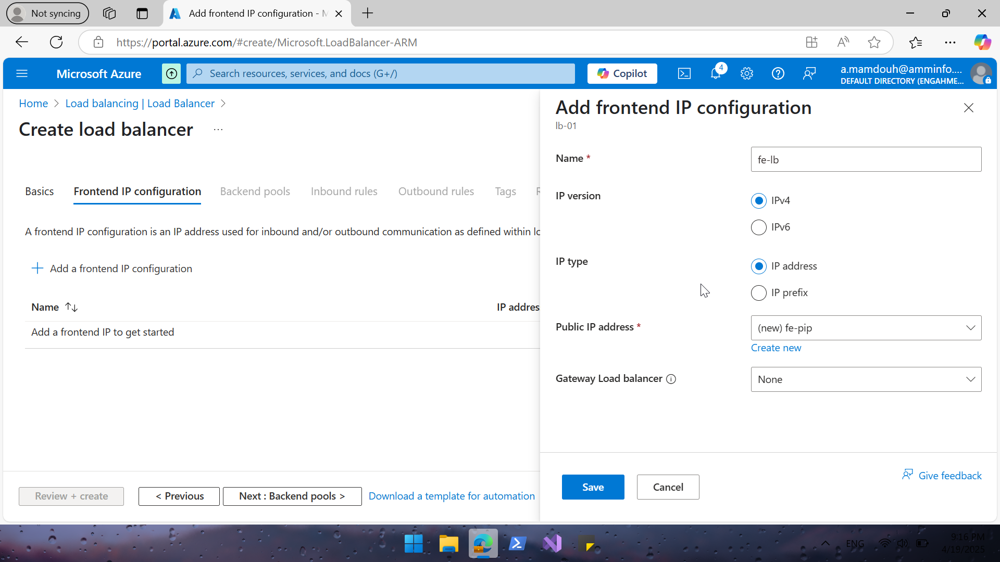 Not syncing
Add frontend IP configuration - M
https://portal.azure.com/#create/Microsoft.LoadBalancer-ARM
Microsoft Azure
Search resources, services, and docs (G+/)
Copilot
4
a.mamdouh@amminfo....
DEFAULT DIRECTORY (ENGAHME...
Home > Load balancing | Load Balancer >
Create load balancer ...
Basics
Frontend IP configuration
Backend pools
Inbound rules
Outbound rules
Tags
R
A frontend IP configuration is an IP address used for inbound and/or outbound communication as defined within lo
+ Add a frontend IP configuration
Name ↑↓
IP addres
Add a frontend IP to get started
Review + create
< Previous
Next : Backend pools >
Download a template for automation
Add frontend IP configuration
lb-01
Name *
fe-lb
IP version
IPv4
IPv6
IP type
IP address
IP prefix
Public IP address *
(new) fe-pip
Create new
Gateway Load balancer
None
Save
Cancel
Give feedback
ENG
9:16 PM
4/19/2025